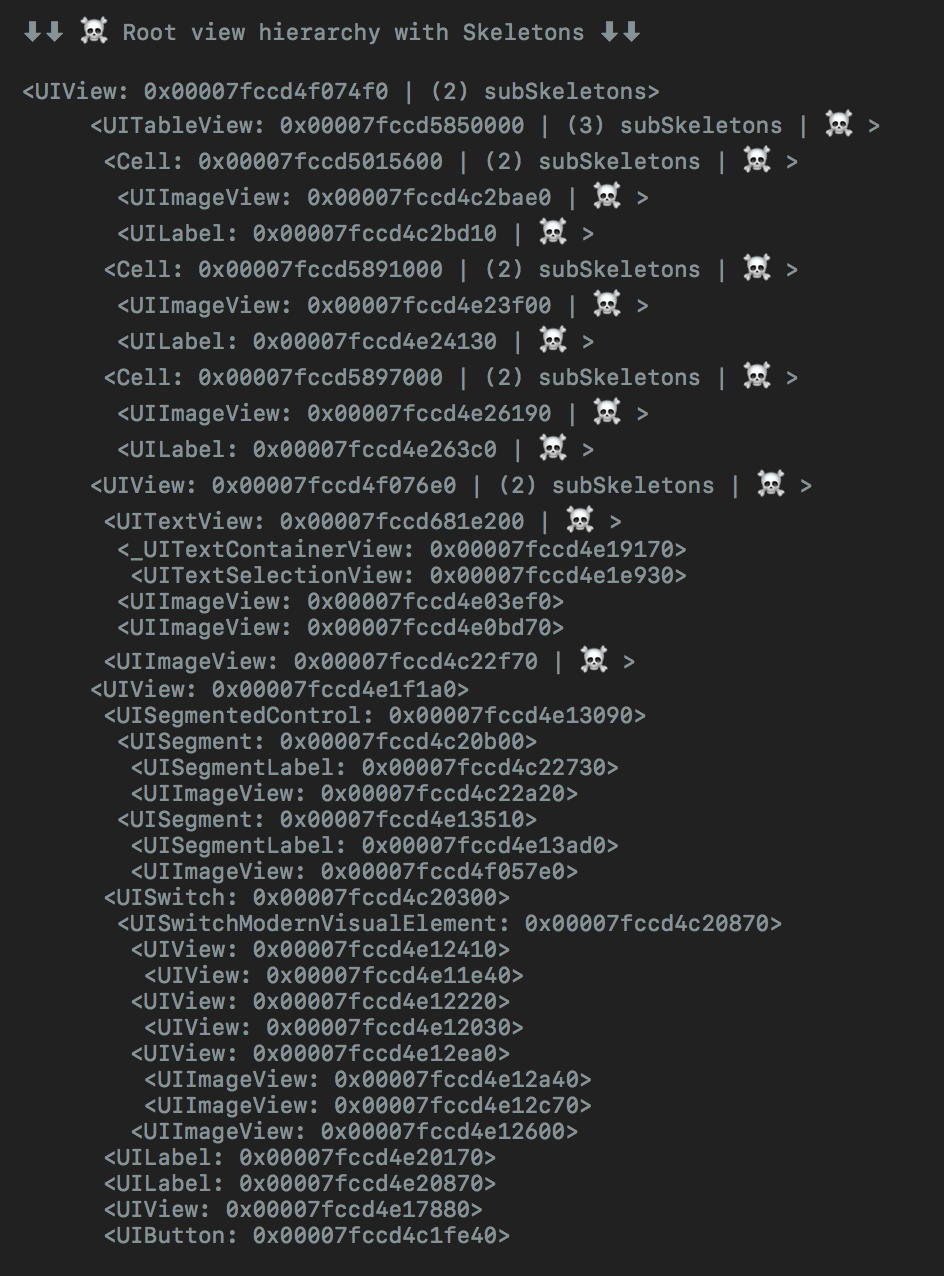 ⬇⬇ ☠️ Root view hierarchy with Skeletons ⬇⬇
<UIView: 0x00007fccd4f074f0 | (2) subSkeletons>
<UITableView: 0x00007fccd5850000 | (3) subSkeletons | ☠️ >
<Cell: 0x00007fccd5015600 | (2) subSkeletons | ☠️ >
<UIImageView: 0x00007fccd4c2bae0 | ☠️ >
<UILabel: 0x00007fccd4c2bd10 | ☠️ >
<Cell: 0x00007fccd5891000 | (2) subSkeletons | ☠️ >
<UIImageView: 0x00007fccd4e23f00 | ☠️ >
<UILabel: 0x00007fccd4e24130 | ☠️ >
<Cell: 0x00007fccd5897000 | (2) subSkeletons | ☠️ >
<UIImageView: 0x00007fccd4e26190 | ☠️ >
<UILabel: 0x00007fccd4e263c0 | ☠️ >
<UIView: 0x00007fccd4f076e0 | (2) subSkeletons | ☠️ >
<UITextView: 0x00007fccd681e200 | ☠️ >
<_UITextContainerView: 0x00007fccd4e19170>
<UITextSelectionView: 0x00007fccd4e1e930>
<UIImageView: 0x00007fccd4e03ef0>
<UIImageView: 0x00007fccd4e0bd70>
<UIImageView: 0x00007fccd4c22f70 | ☠️ >
<UIView: 0x00007fccd4e1f1a0>
<UISegmentedControl: 0x00007fccd4e13090>
<UISegment: 0x00007fccd4c20b00>
<UISegmentLabel: 0x00007fccd4c22730>
<UIImageView: 0x00007fccd4c22a20>
<UISegment: 0x00007fccd4e13510>
<UISegmentLabel: 0x00007fccd4e13ad0>
<UIImageView: 0x00007fccd4f057e0>
<UISwitch: 0x00007fccd4c20300>
<UISwitchModernVisualElement: 0x00007fccd4c20870>
<UIView: 0x00007fccd4e12410>
<UIView: 0x00007fccd4e11e40>
<UIView: 0x00007fccd4e12220>
<UIView: 0x00007fccd4e12030>
<UIView: 0x00007fccd4e12ea0>
<UIImageView: 0x00007fccd4e12a40>
<UIImageView: 0x00007fccd4e12c70>
<UIImageView: 0x00007fccd4e12600>
<UILabel: 0x00007fccd4e20170>
<UILabel: 0x00007fccd4e20870>
<UIView: 0x00007fccd4e17880>
<UIButton: 0x00007fccd4c1fe40>